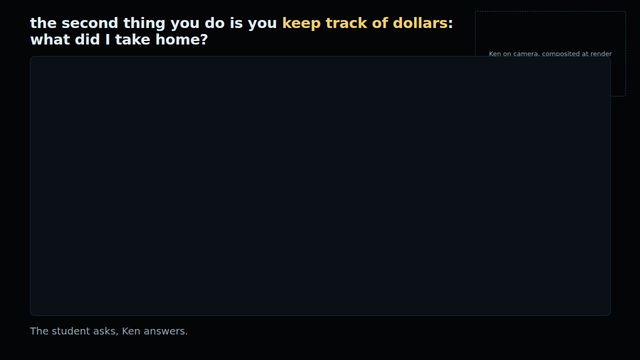 the second thing you do is you keep track of dollars:
what did I take home?
Ken on camera, composited at render
The student asks, Ken answers.